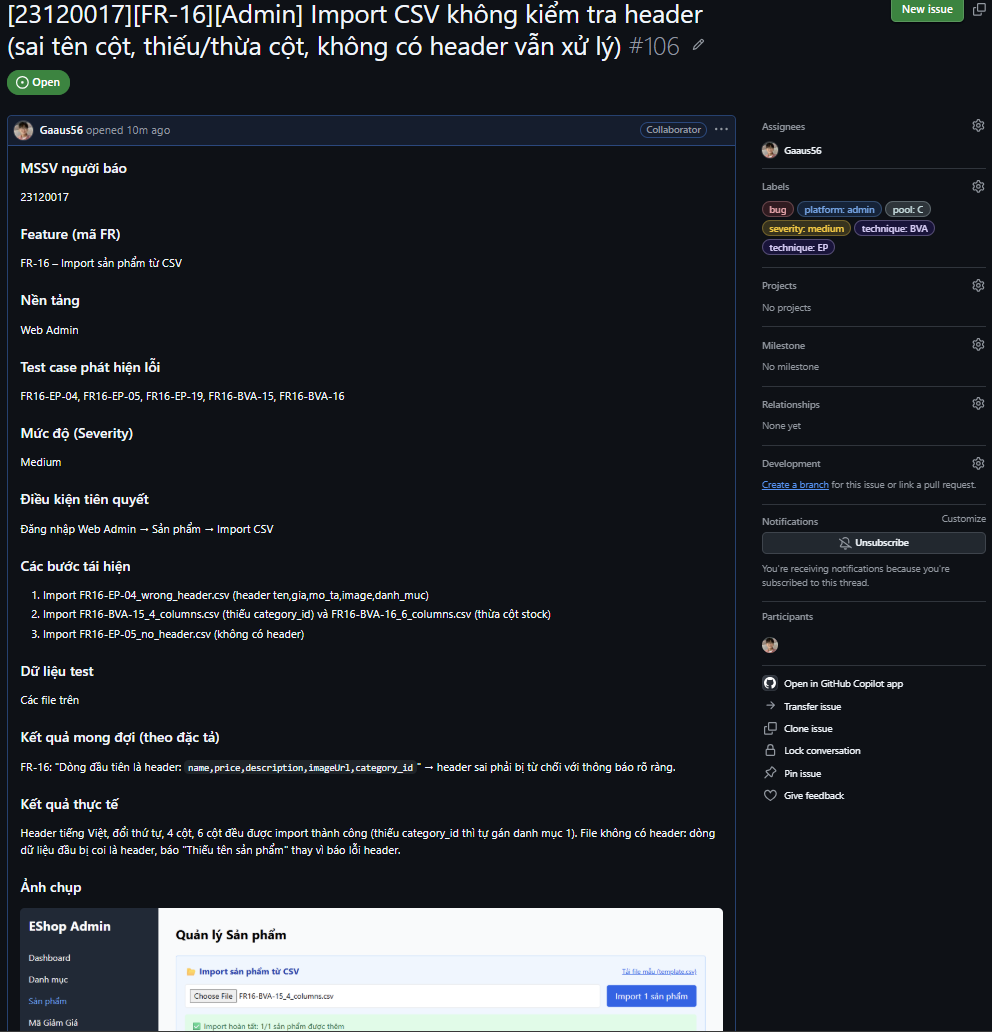 [23120017][FR-16][Admin] Import CSV không kiểm tra header
(sai tên cột, thiếu/thừa cột, không có header vẫn xử lý) #106
New issue
Open
Gaaus56 opened 10m ago
Collaborator
MSSV người báo
23120017
Feature (mã FR)
FR-16 – Import sản phẩm từ CSV
Nền tảng
Web Admin
Test case phát hiện lỗi
FR16-EP-04, FR16-EP-05, FR16-EP-19, FR16-BVA-15, FR16-BVA-16
Mức độ (Severity)
Medium
Điều kiện tiên quyết
Đăng nhập Web Admin → Sản phẩm → Import CSV
Các bước tái hiện
1. Import FR16-EP-04_wrong_header.csv (header ten,gia,mo_ta,image,danh_muc)
2. Import FR16-BVA-15_4_columns.csv (thiếu category_id) và FR16-BVA-16_6_columns.csv (thừa cột stock)
3. Import FR16-EP-05_no_header.csv (không có header)
Dữ liệu test
Các file trên
Kết quả mong đợi (theo đặc tả)
FR-16: "Dòng đầu tiên là header: name,price,description,imageUrl,category_id" → header sai phải bị từ chối với thông báo rõ ràng.
Kết quả thực tế
Header tiếng Việt, đổi thứ tự, 4 cột, 6 cột đều được import thành công (thiếu category_id thì tự gán danh mục 1). File không có header: dòng
dữ liệu đầu bị coi là header, báo "Thiếu tên sản phẩm" thay vì báo lỗi header.
Ảnh chụp
EShop Admin
Dashboard
Danh mục
Sản phẩm
Mã Giảm Giá
Quản lý Sản phẩm
Import sản phẩm từ CSV
Tải file mẫu (template.csv)
Choose File FR16-BVA-15_4_columns.csv
Import 1 sản phẩm
Import hoàn tất: 1/1 sản phẩm được thêm
Assignees
Gaaus56
Labels
bug platform: admin pool: C
severity: medium technique: BVA
technique: EP
Projects
No projects
Milestone
No milestone
Relationships
None yet
Development
Create a branch for this issue or link a pull request.
Notifications
Customize
Unsubscribe
You're receiving notifications because you're
subscribed to this thread.
Participants
Open in GitHub Copilot app
Transfer issue
Clone issue
Lock conversation
Pin issue
Give feedback